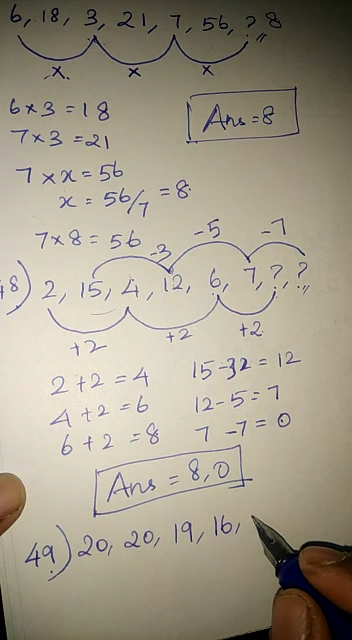 6, 18, 3, 21, 7, 56, ? 8
x x x
6 x 3 = 18
7 x 3 = 21
Ans = 8
7 x x = 56
x = 56/7 = 8
7 x 8 = 56
-3 -5 -7
48) 2, 15, 4, 12, 6, 7, ?, ?
+2 +2 +2
2 + 2 = 4
4 + 2 = 6
6 + 2 = 8
15 - 3 = 12
12 - 5 = 7
7 - 7 = 0
Ans = 8, 0
49) 20, 20, 19, 16,